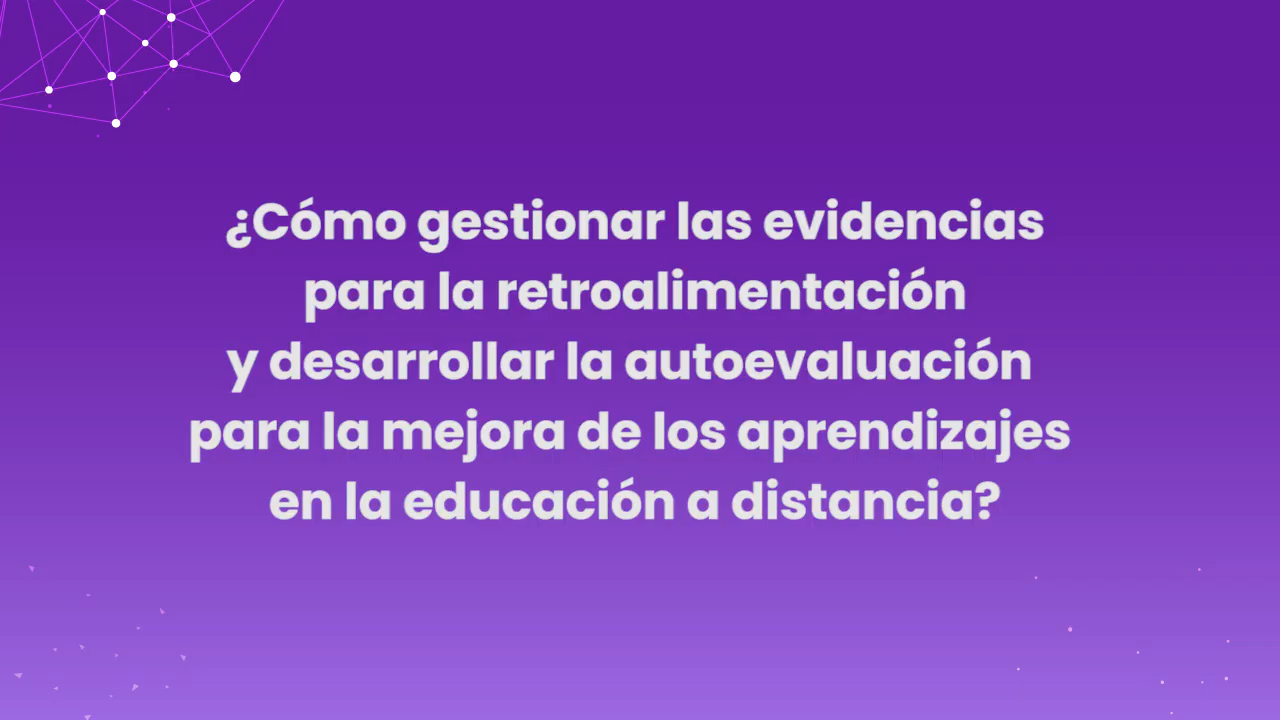 ¿Cómo gestionar las evidencias
para la retroalimentación
y desarrollar la autoevaluación
para la mejora de los aprendizajes
en la educación a distancia?